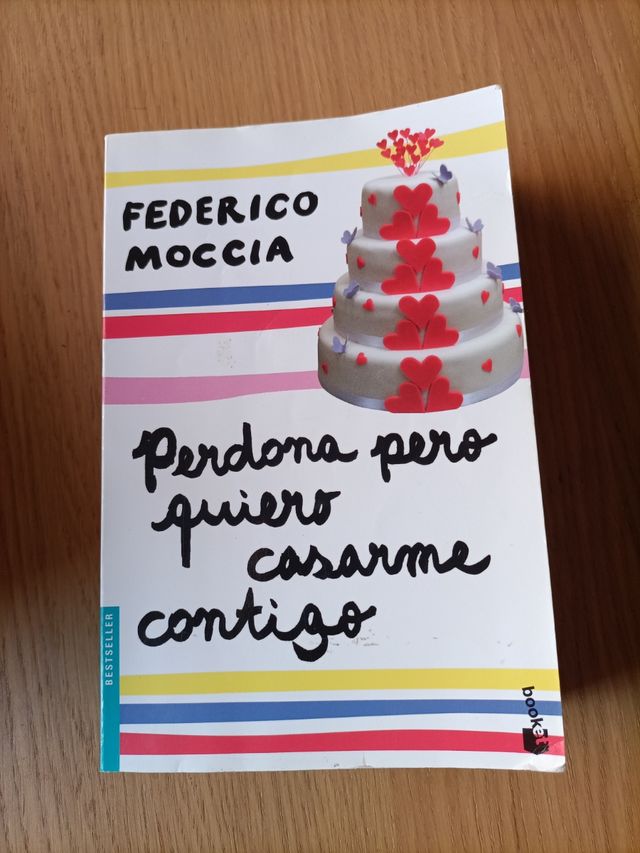 FEDERICO
MOCCIA
Perdona pero
quiero
casarme
contigo
BESTSELLER
booket